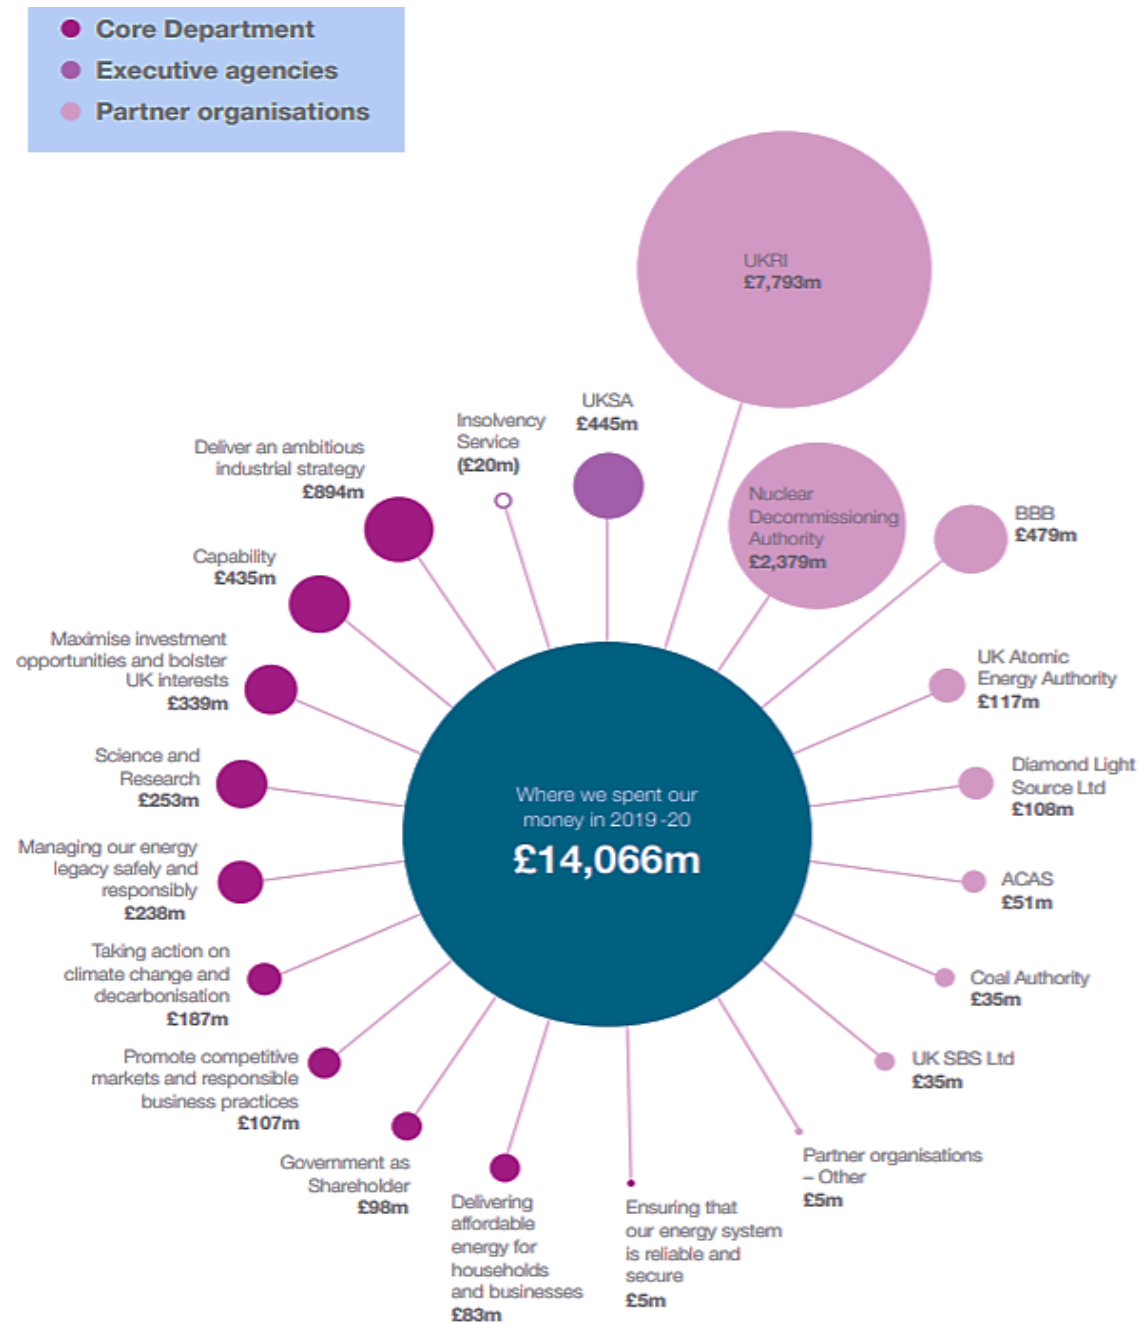 Core Department
Executive agencies
Partner organisations
UKRI
£7,793m
UKSA
£445m
Insolvency
Service
(£20m)
Deliver an ambitious
industrial strategy
£894m
Nuclear
Decommissioning
Authority
£2,379m
BBB
£479m
Capability
£435m
Maximise investment
opportunities and bolster
UK interests
£339m
UK Atomic
Energy Authority
£117m
Science and
Research
£253m
Diamond Light
Source Ltd
£108m
Where we spent our
money in 2019-20
£14,066m
Managing our energy
legacy safely and
responsibly
£238m
ACAS
£51m
Taking action on
climate change and
decarbonisation
£187m
Coal Authority
£35m
Promote competitive
markets and responsible
business practices
£107m
UK SBS Ltd
£35m
Government as
Shareholder
£98m
Partner organisations
– Other
£5m
Delivering
affordable
energy for
households
and businesses
£83m
Ensuring that
our energy system
is reliable and
secure
£5m